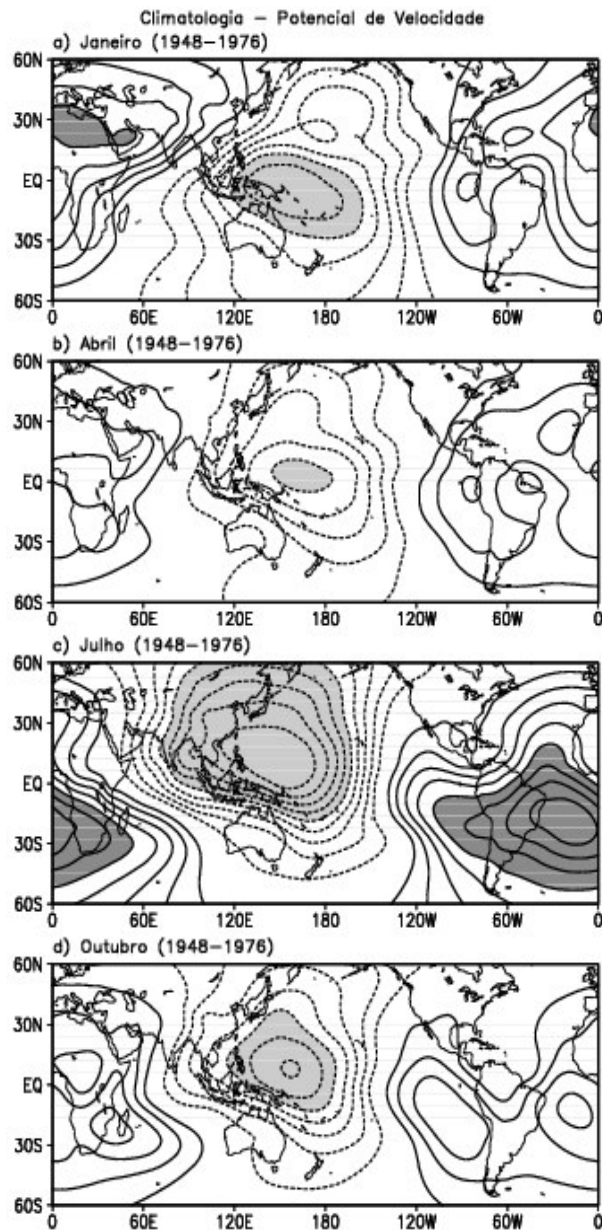 Climatologia – Potencial de Velocidade
a) Janeiro (1948–1976)
60N
30N
EQ
30S
60S
0 60E 120E 180 120W 60W 0
b) Abril (1948–1976)
60N
30N
EQ
30S
60S
0 60E 120E 180 120W 60W 0
c) Julho (1948–1976)
60N
30N
EQ
30S
60S
0 60E 120E 180 120W 60W 0
d) Outubro (1948–1976)
60N
30N
EQ
30S
60S
0 60E 120E 180 120W 60W 0